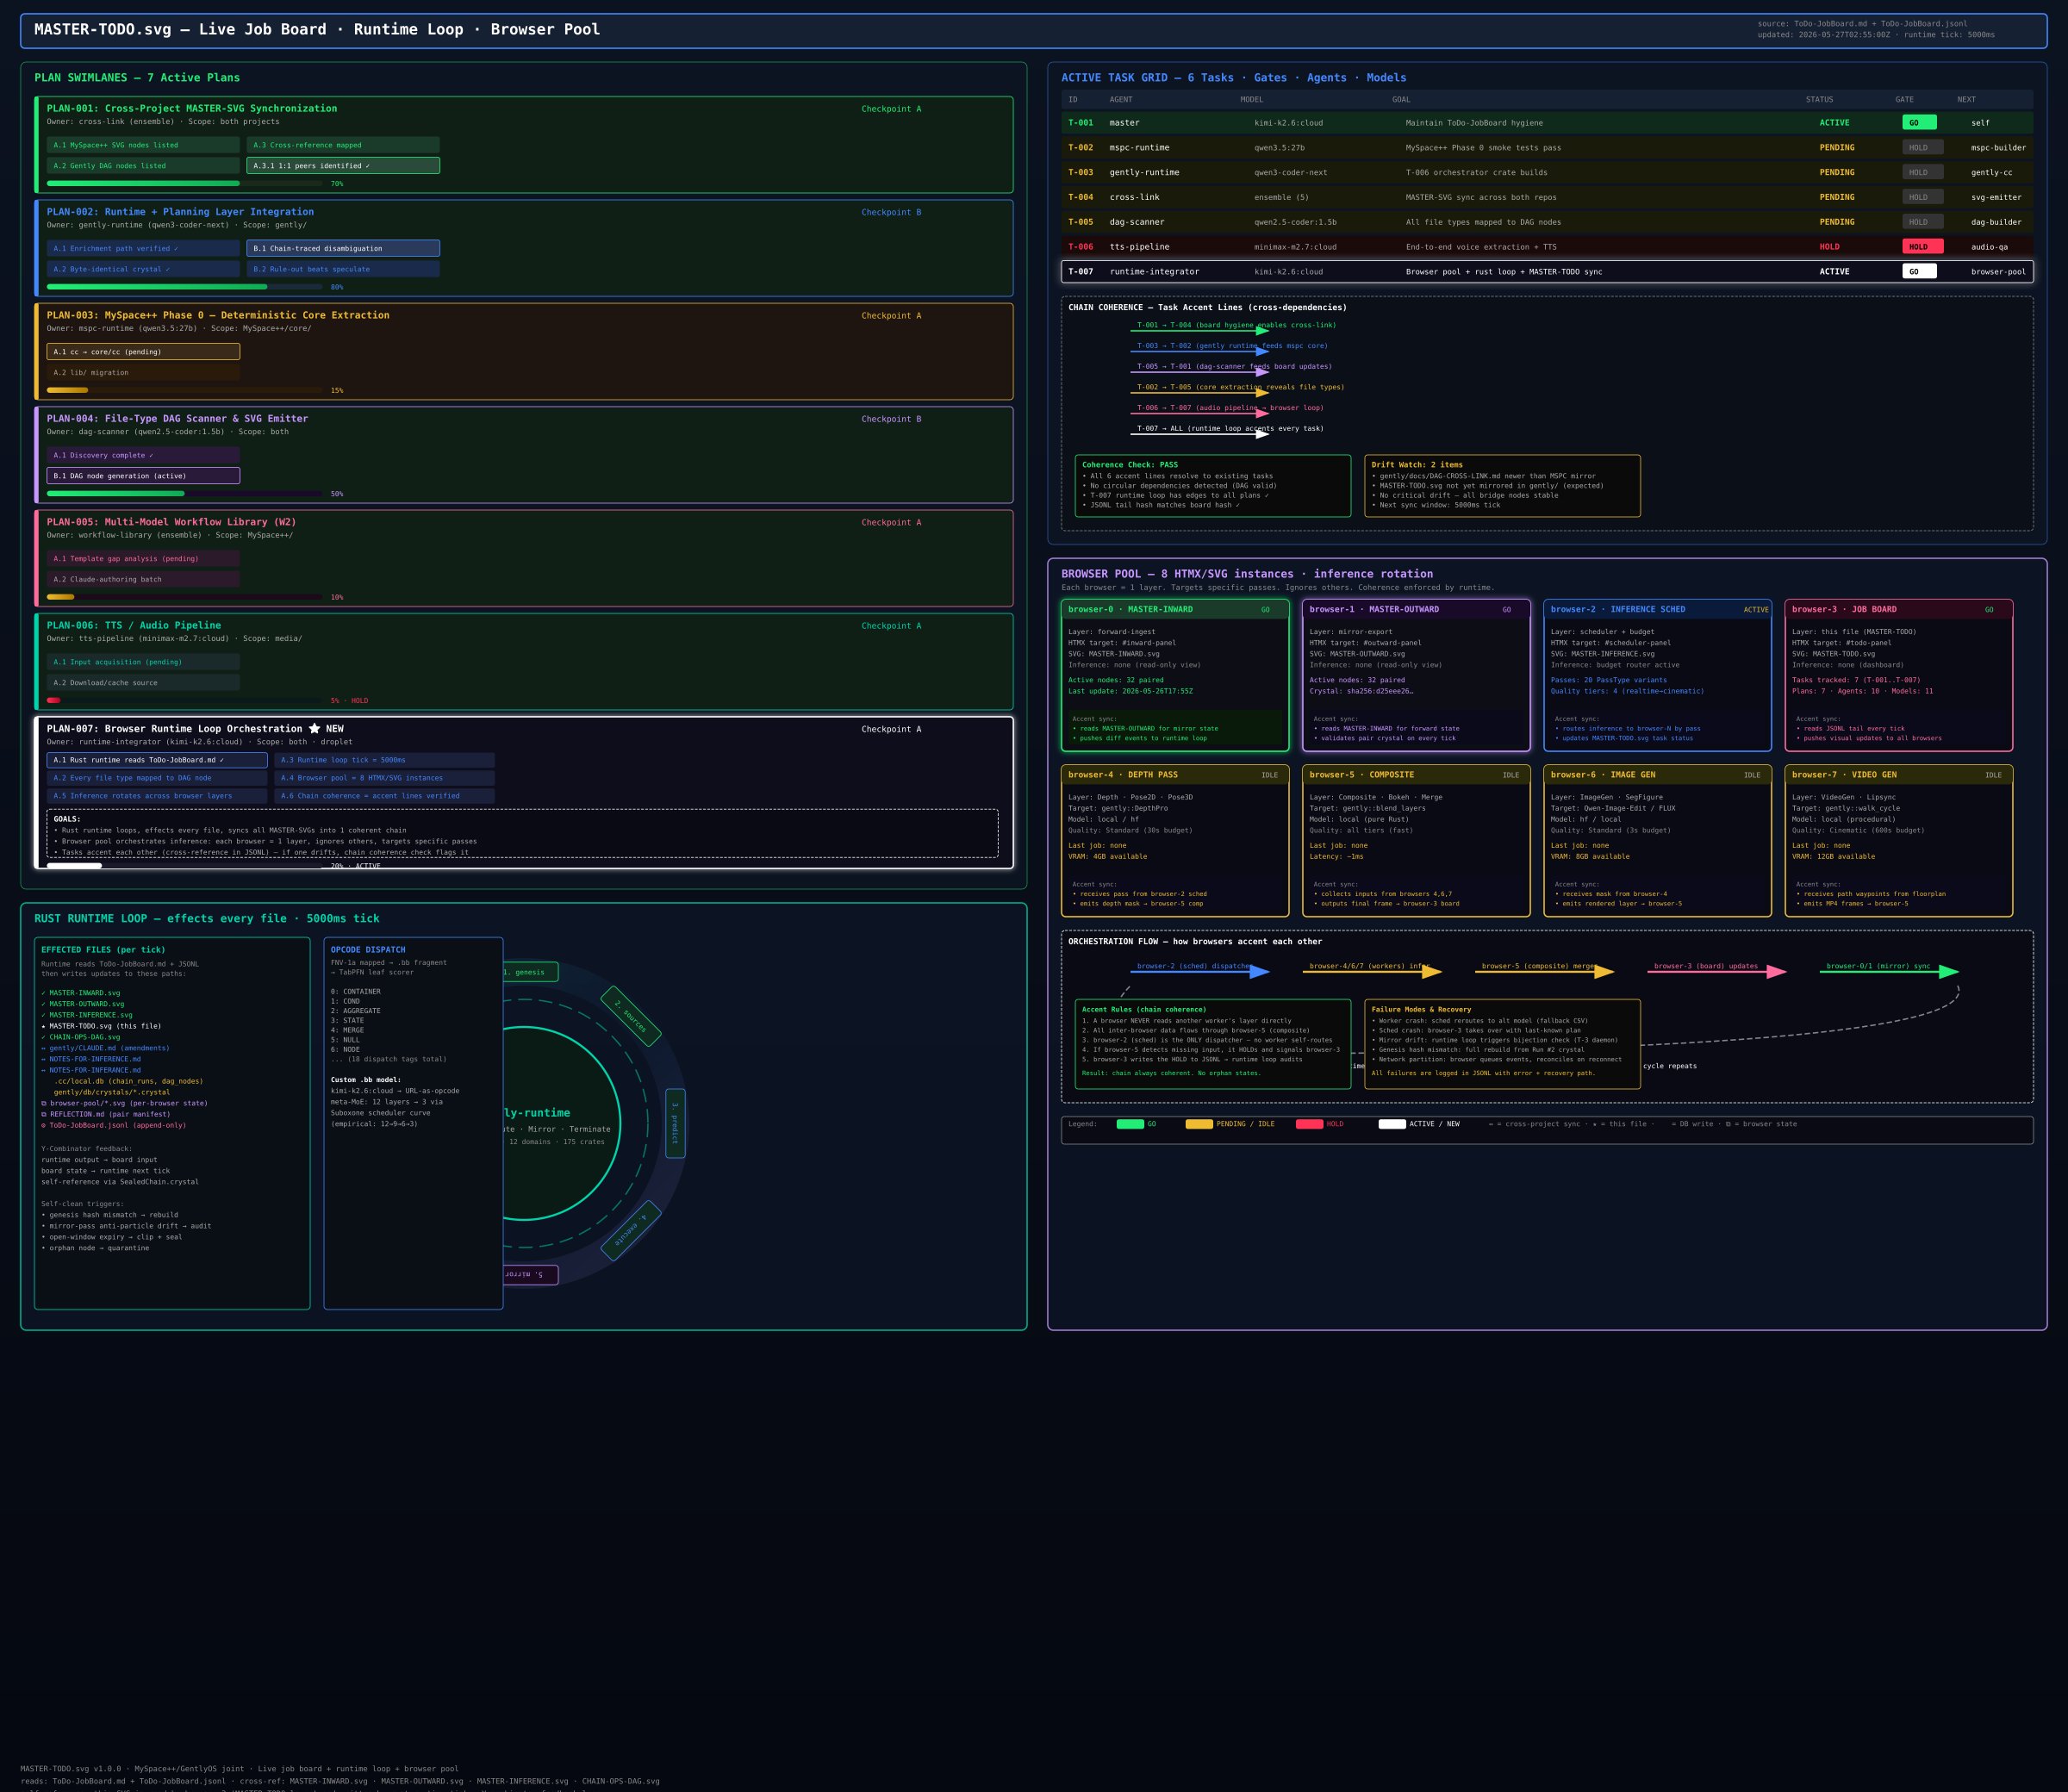 MASTER-TODO.svg — Live Job Board · Runtime Loop · Browser Pool
source: ToDo-JobBoard.md + ToDo-JobBoard.jsonl
updated: 2026-05-27T02:55:00Z · runtime tick: 5000ms
PLAN SWIMLANES — 7 Active Plans
PLAN-001: Cross-Project MASTER-SVG Synchronization
Checkpoint A
Owner: cross-link (ensemble) · Scope: both projects
A.1 MySpace++ SVG nodes listed
A.3 Cross-reference mapped
A.2 Gently DAG nodes listed
A.3.1 1:1 peers identified ✓
70%
PLAN-002: Runtime + Planning Layer Integration
Checkpoint B
Owner: gently-runtime (qwen3-coder-next) · Scope: gently/
A.1 Enrichment path verified ✓
B.1 Chain-traced disambiguation
A.2 Byte-identical crystal ✓
B.2 Rule-out beats speculate
80%
PLAN-003: MySpace++ Phase 0 — Deterministic Core Extraction
Checkpoint A
Owner: mspc-runtime (qwen3.5:27b) · Scope: MySpace++/core/
A.1 cc → core/cc (pending)
A.2 lib/ migration
15%
PLAN-004: File-Type DAG Scanner & SVG Emitter
Checkpoint B
Owner: dag-scanner (qwen2.5-coder:1.5b) · Scope: both
A.1 Discovery complete ✓
B.1 DAG node generation (active)
50%
PLAN-005: Multi-Model Workflow Library (W2)
Checkpoint A
Owner: workflow-library (ensemble) · Scope: MySpace++/
A.1 Template gap analysis (pending)
A.2 Claude-authoring batch
10%
PLAN-006: TTS / Audio Pipeline
Checkpoint A
Owner: tts-pipeline (minimax-m2.7:cloud) · Scope: media/
A.1 Input acquisition (pending)
A.2 Download/cache source
5% · HOLD
PLAN-007: Browser Runtime Loop Orchestration ⭐ NEW
Checkpoint A
Owner: runtime-integrator (kimi-k2.6:cloud) · Scope: both · droplet
A.1 Rust runtime reads ToDo-JobBoard.md ✓
A.3 Runtime loop tick = 5000ms
A.2 Every file type mapped to DAG node
A.4 Browser pool = 8 HTMX/SVG instances
A.5 Inference rotates across browser layers
A.6 Chain coherence = accent lines verified
GOALS:
• Rust runtime loops, effects every file, syncs all MASTER-SVGs into 1 coherent chain
• Browser pool orchestrates inference: each browser = 1 layer, ignores others, targets specific passes
• Tasks accent each other (cross-reference in JSONL) — if one drifts, chain coherence check flags it
20% · ACTIVE
RUST RUNTIME LOOP — effects every file · 5000ms tick
EFFECTED FILES (per tick)
Runtime reads ToDo-JobBoard.md + JSONL
then writes updates to these paths:
✓ MASTER-INWARD.svg
✓ MASTER-OUTWARD.svg
✓ MASTER-INFERENCE.svg
★ MASTER-TODO.svg (this file)
✓ CHAIN-OPS-DAG.svg
↔ gently/CLAUDE.md (amendments)
↔ NOTES-FOR-INFERENCE.md
↔ NOTES-FOR-INFERANCE.md
.cc/local.db (chain_runs, dag_nodes)
gently/db/crystals/*.crystal
⧉ browser-pool/*.svg (per-browser state)
⧉ REFLECTION.md (pair manifest)
⚙ ToDo-JobBoard.jsonl (append-only)
Y-Combinator feedback:
runtime output → board input
board state → runtime next tick
self-reference via SealedChain.crystal
Self-clean triggers:
• genesis hash mismatch → rebuild
• mirror-pass anti-particle drift → audit
• open-window expiry → clip + seal
• orphan node → quarantine
OPCODE DISPATCH
FNV-1a mapped → .bb fragment
→ TabPFN leaf scorer
0: CONTAINER
1: COND
2: AGGREGATE
3: STATE
4: MERGE
5: NULL
6: NODE
... (18 dispatch tags total)
Custom .bb model:
kimi-k2.6:cloud → URL-as-opcode
meta-MoE: 12 layers → 3 via
Suboxone scheduler curve
(empirical: 12→9→6→3)
1. genesis
2. sources
3. predict
4. execute
5. mirror
ly-runtime
te · Mirror · Terminate
12 domains · 175 crates
ACTIVE TASK GRID — 6 Tasks · Gates · Agents · Models
ID AGENT MODEL GOAL STATUS GATE NEXT
T-001 master kimi-k2.6:cloud Maintain ToDo-JobBoard hygiene ACTIVE GO self
T-002 mspc-runtime qwen3.5:27b MySpace++ Phase 0 smoke tests pass PENDING HOLD mspc-builder
T-003 gently-runtime qwen3-coder-next T-006 orchestrator crate builds PENDING HOLD gently-cc
T-004 cross-link ensemble (5) MASTER-SVG sync across both repos PENDING HOLD svg-emitter
T-005 dag-scanner qwen2.5-coder:1.5b All file types mapped to DAG nodes PENDING HOLD dag-builder
T-006 tts-pipeline minimax-m2.7:cloud End-to-end voice extraction + TTS HOLD HOLD audio-qa
T-007 runtime-integrator kimi-k2.6:cloud Browser pool + rust loop + MASTER-TODO sync ACTIVE GO browser-pool
CHAIN COHERENCE — Task Accent Lines (cross-dependencies)
T-001 → T-004 (board hygiene enables cross-link)
T-003 → T-002 (gently runtime feeds mspc core)
T-005 → T-001 (dag-scanner feeds board updates)
T-002 → T-005 (core extraction reveals file types)
T-006 → T-007 (audio pipeline → browser loop)
T-007 → ALL (runtime loop accents every task)
Coherence Check: PASS
• All 6 accent lines resolve to existing tasks
• No circular dependencies detected (DAG valid)
• T-007 runtime loop has edges to all plans ✓
• JSONL tail hash matches board hash ✓
Drift Watch: 2 items
• gently/docs/DAG-CROSS-LINK.md newer than MSPC mirror
• MASTER-TODO.svg not yet mirrored in gently/ (expected)
• No critical drift — all bridge nodes stable
• Next sync window: 5000ms tick
BROWSER POOL — 8 HTMX/SVG instances · inference rotation
Each browser = 1 layer. Targets specific passes. Ignores others. Coherence enforced by runtime.
browser-0 · MASTER-INWARD GO
Layer: forward-ingest
HTMX target: #inward-panel
SVG: MASTER-INWARD.svg
Inference: none (read-only view)
Active nodes: 32 paired
Last update: 2026-05-26T17:55Z
Accent sync:
• reads MASTER-OUTWARD for mirror state
• pushes diff events to runtime loop
browser-1 · MASTER-OUTWARD GO
Layer: mirror-export
HTMX target: #outward-panel
SVG: MASTER-OUTWARD.svg
Inference: none (read-only view)
Active nodes: 32 paired
Crystal: sha256:d25eee26…
Accent sync:
• reads MASTER-INWARD for forward state
• validates pair crystal on every tick
browser-2 · INFERENCE SCHED ACTIVE
Layer: scheduler + budget
HTMX target: #scheduler-panel
SVG: MASTER-INFERENCE.svg
Inference: budget router active
Passes: 20 PassType variants
Quality tiers: 4 (realtime→cinematic)
Accent sync:
• routes inference to browser-N by pass
• updates MASTER-TODO.svg task status
browser-3 · JOB BOARD GO
Layer: this file (MASTER-TODO)
HTMX target: #todo-panel
SVG: MASTER-TODO.svg
Inference: none (dashboard)
Tasks tracked: 7 (T-001..T-007)
Plans: 7 · Agents: 10 · Models: 11
Accent sync:
• reads JSONL tail every tick
• pushes visual updates to all browsers
browser-4 · DEPTH PASS IDLE
Layer: Depth · Pose2D · Pose3D
Target: gently::DepthPro
Model: local / hf
Quality: Standard (30s budget)
Last job: none
VRAM: 4GB available
Accent sync:
• receives pass from browser-2 sched
• emits depth mask → browser-5 comp
browser-5 · COMPOSITE IDLE
Layer: Composite · Bokeh · Merge
Target: gently::blend_layers
Model: local (pure Rust)
Quality: all tiers (fast)
Last job: none
Latency: ~1ms
Accent sync:
• collects inputs from browsers 4,6,7
• outputs final frame → browser-3 board
browser-6 · IMAGE GEN IDLE
Layer: ImageGen · SegFigure
Target: Qwen-Image-Edit / FLUX
Model: hf / local
Quality: Standard (3s budget)
Last job: none
VRAM: 8GB available
Accent sync:
• receives mask from browser-4
• emits rendered layer → browser-5
browser-7 · VIDEO GEN IDLE
Layer: VideoGen · Lipsync
Target: gently::walk_cycle
Model: local (procedural)
Quality: Cinematic (600s budget)
Last job: none
VRAM: 12GB available
Accent sync:
• receives path waypoints from floorplan
• emits MP4 frames → browser-5
ORCHESTRATION FLOW — how browsers accent each other
browser-2 (sched) dispatches
browser-4/6/7 (workers) infer
browser-5 (composite) merges
browser-3 (board) updates
browser-0/1 (mirror) sync
Accent Rules (chain coherence)
1. A browser NEVER reads another worker's layer directly
2. All inter-browser data flows through browser-5 (composite)
3. browser-2 (sched) is the ONLY dispatcher — no worker self-routes
4. If browser-5 detects missing input, it HOLDs and signals browser-3
5. browser-3 writes the HOLD to JSONL → runtime loop audits
Result: chain always coherent. No orphan states.
Failure Modes & Recovery
• Worker crash: sched reroutes to alt model (fallback CSV)
• Sched crash: browser-3 takes over with last-known plan
• Mirror drift: runtime loop triggers bijection check (T-3 daemon)
• Genesis hash mismatch: full rebuild from Run #2 crystal
• Network partition: browser queues events, reconciles on reconnect
All failures are logged in JSONL with error + recovery path.
cycle repeats
Legend: GO PENDING / IDLE HOLD ACTIVE / NEW ↔ = cross-project sync · ★ = this file · = DB write · ⧉ = browser state
MASTER-TODO.svg v1.0.0 · MySpace++/GentlyOS joint · Live job board + runtime loop + browser pool
reads: ToDo-JobBoard.md + ToDo-JobBoard.jsonl · cross-ref: MASTER-INWARD.svg · MASTER-OUTWARD.svg · MASTER-INFERENCE.svg · CHAIN-OPS-DAG.svg